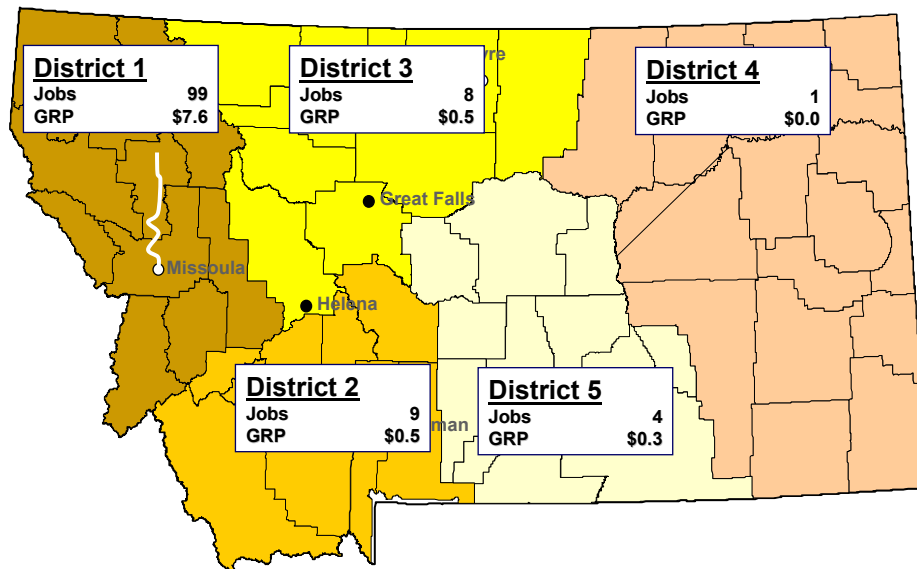 District 1
Jobs 99
GRP $7.6
District 3
Jobs 8
GRP $0.5
District 4
Jobs 1
GRP $0.0
Great Falls
Missoula
Helena
District 2
Jobs 9
GRP $0.5
District 5
Jobs 4
GRP $0.3